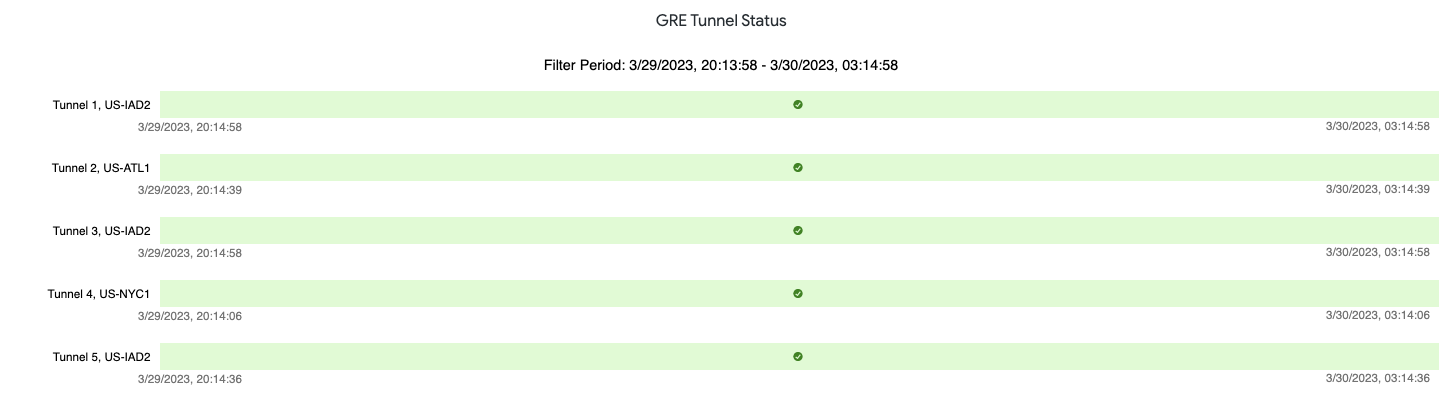 GRE Tunnel Status
Filter Period: 3/29/2023, 20:13:58 - 3/30/2023, 03:14:58
Tunnel 1, US-IAD2
3/29/2023, 20:14:58 3/30/2023, 03:14:58
Tunnel 2, US-ATL1
3/29/2023, 20:14:39 3/30/2023, 03:14:39
Tunnel 3, US-IAD2
3/29/2023, 20:14:58 3/30/2023, 03:14:58
Tunnel 4, US-NYC1
3/29/2023, 20:14:06 3/30/2023, 03:14:06
Tunnel 5, US-IAD2
3/29/2023, 20:14:36 3/30/2023, 03:14:36